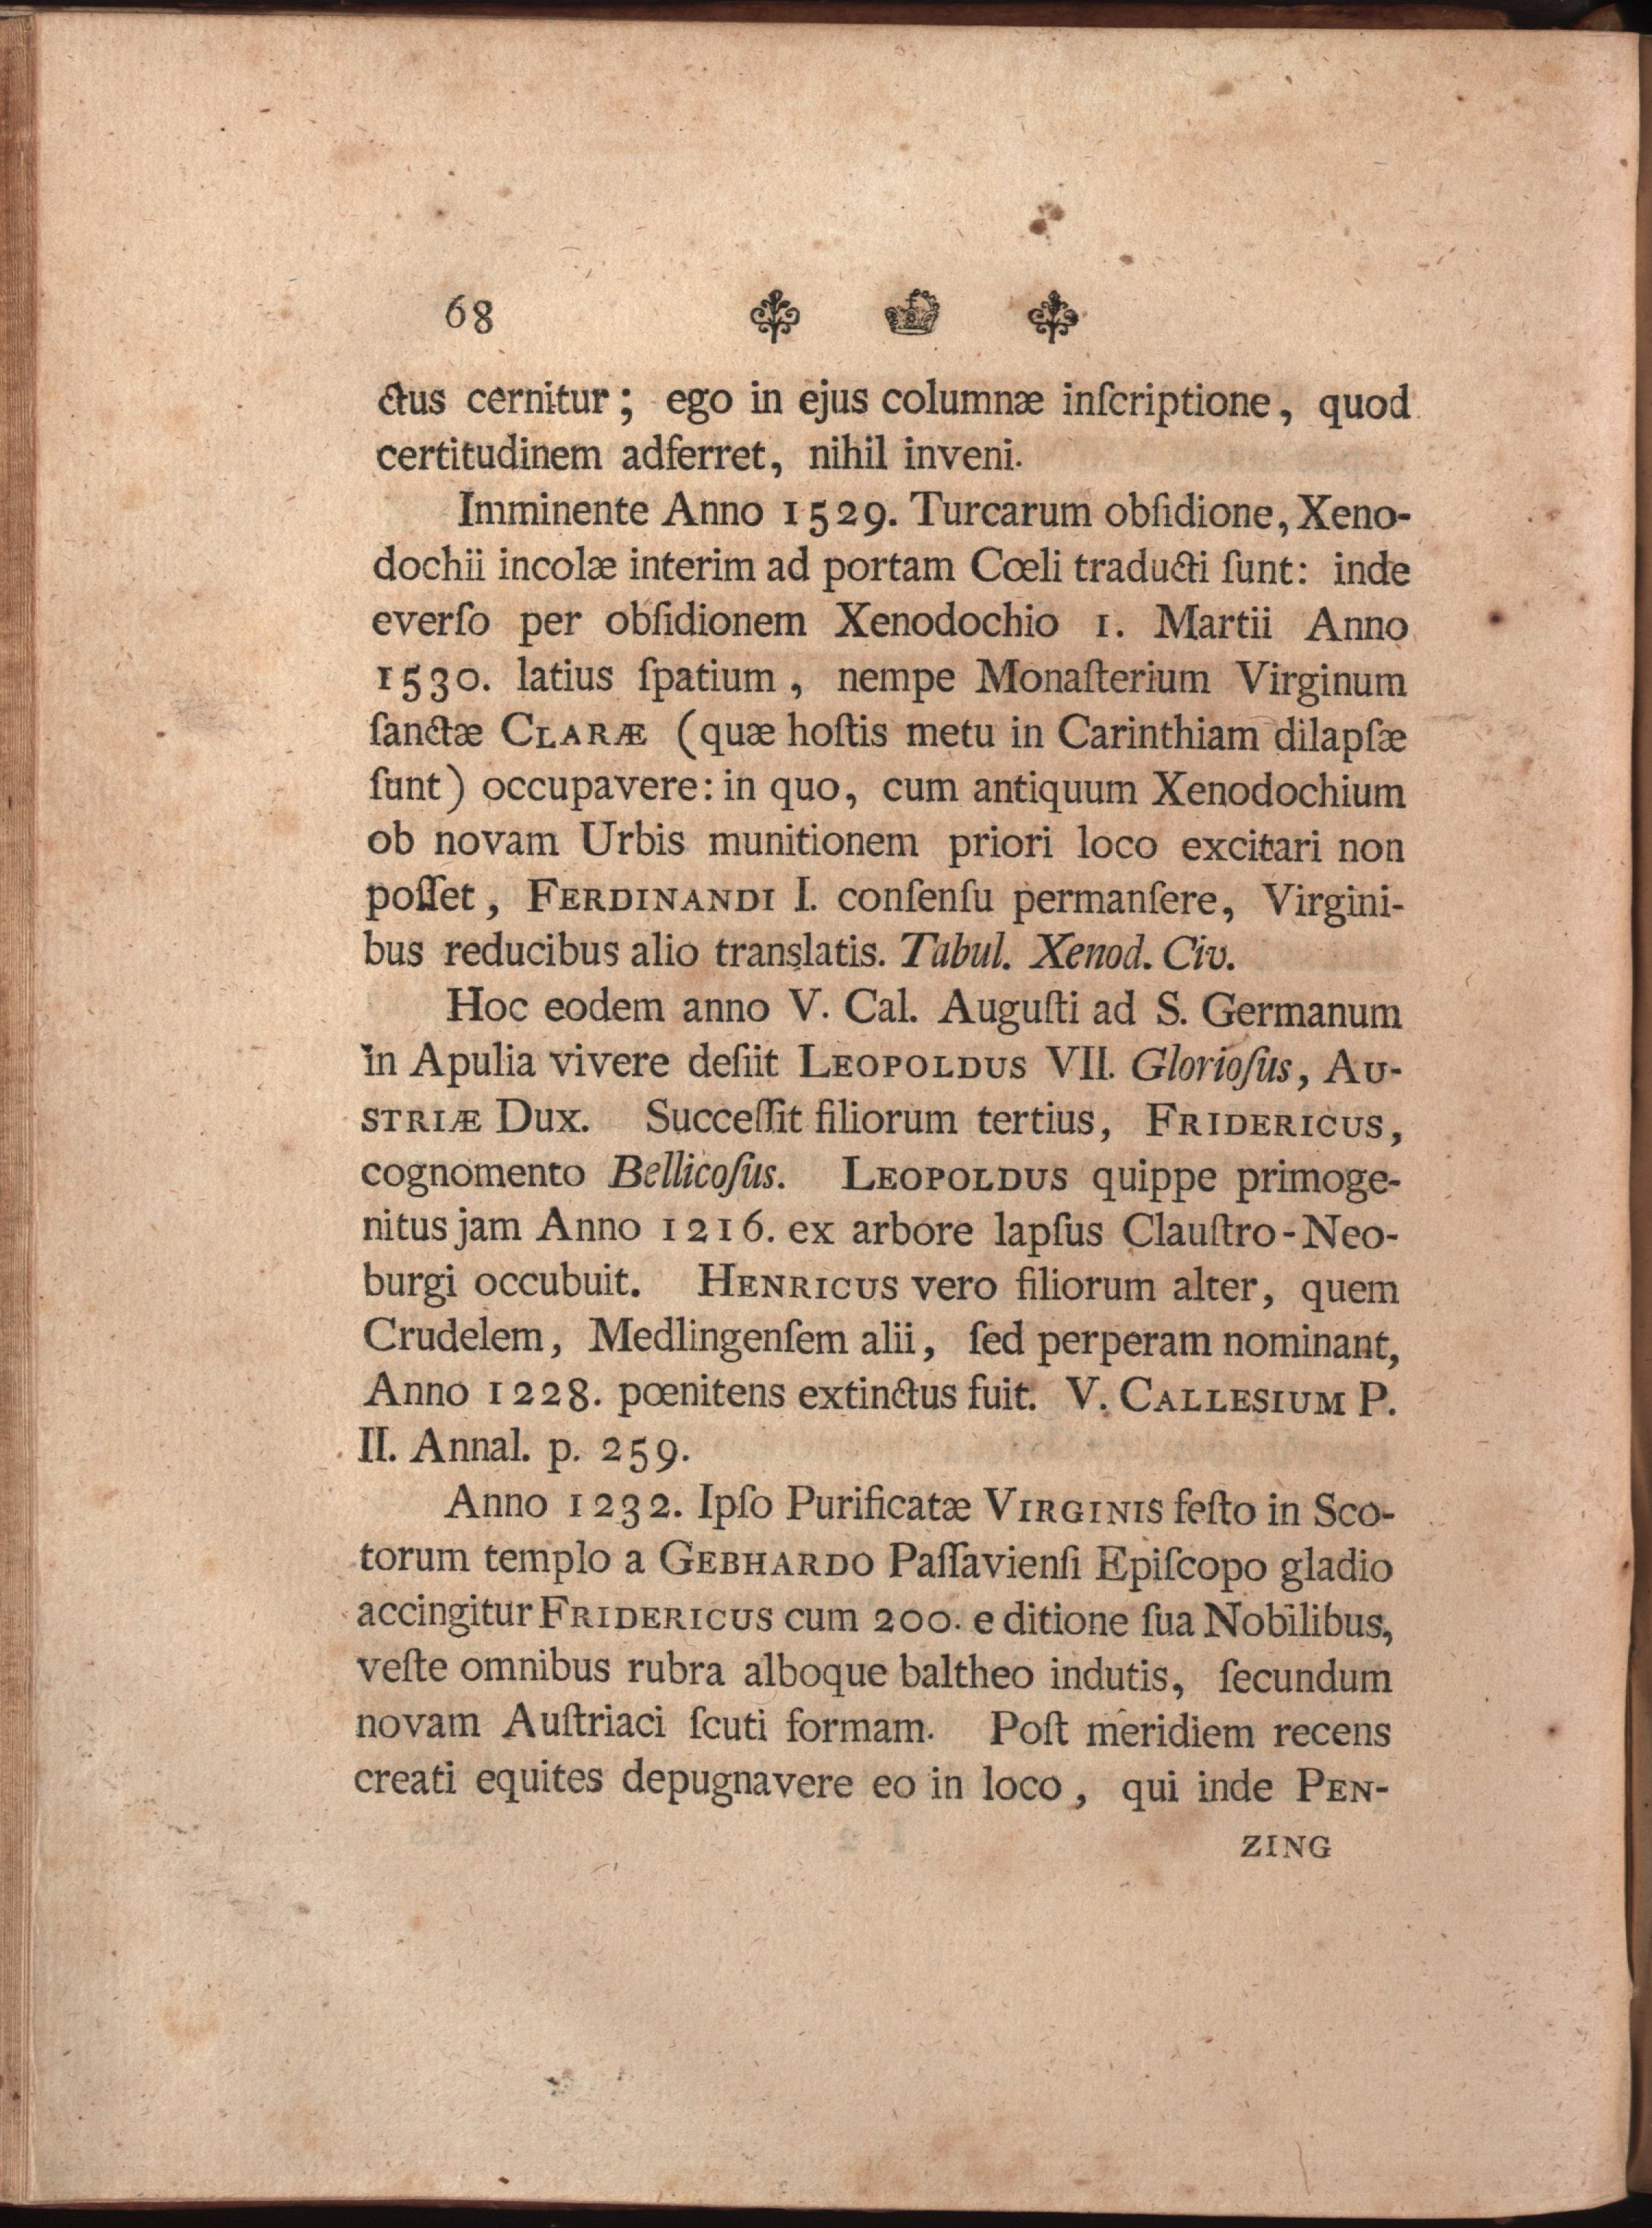 68
ctus cernitur; ego in ejus columnæ inſcriptione, quod
certitudinem adferret, nihil inveni.
Imminente Anno 1529. Turcarum obſidione, Xeno-
dochii incolæ interim ad portam Cœli traducti ſunt: inde
everſo per obſidionem Xenodochio 1. Martii Anno
1530. latius ſpatium, nempe Monaſterium Virginum
ſanctæ CLARÆ (quæ hoſtis metu in Carinthiam dilapſæ
ſunt) occupavere: in quo, cum antiquum Xenodochium
ob novam Urbis munitionem priori loco excitari non
poſſet, FERDINANDI I. conſenſu permanſere, Virgini-
bus reducibus alio translatis. Tabul. Xenod. Civ.
Hoc eodem anno V. Cal. Auguſti ad S. Germanum
in Apulia vivere deſiit LEOPOLDUS VII. Glorioſus, AU-
STRIÆ Dux. Succeſſit filiorum tertius, FRIDERICUS,
cognomento Bellicoſus. LEOPOLDUS quippe primoge-
nitus jam Anno 1216. ex arbore lapſus Clauſtro-Neo-
burgi occubuit. HENRICUS vero filiorum alter, quem
Crudelem, Medlingenſem alii, ſed perperam nominant,
Anno 1228. pœnitens extinctus fuit. V. CALLESIUM P.
II. Annal. p. 259.
Anno 1232. Ipſo Purificatæ VIRGINIS feſto in Sco-
torum templo a GEBHARDO Paſſavienſi Epiſcopo gladio
accingitur FRIDERICUS cum 200. e ditione ſua Nobilibus,
veſte omnibus rubra alboque baltheo indutis, ſecundum
novam Auſtriaci ſcuti formam. Poſt meridiem recens
creati equites depugnavere eo in loco, qui inde PEN-
ZING